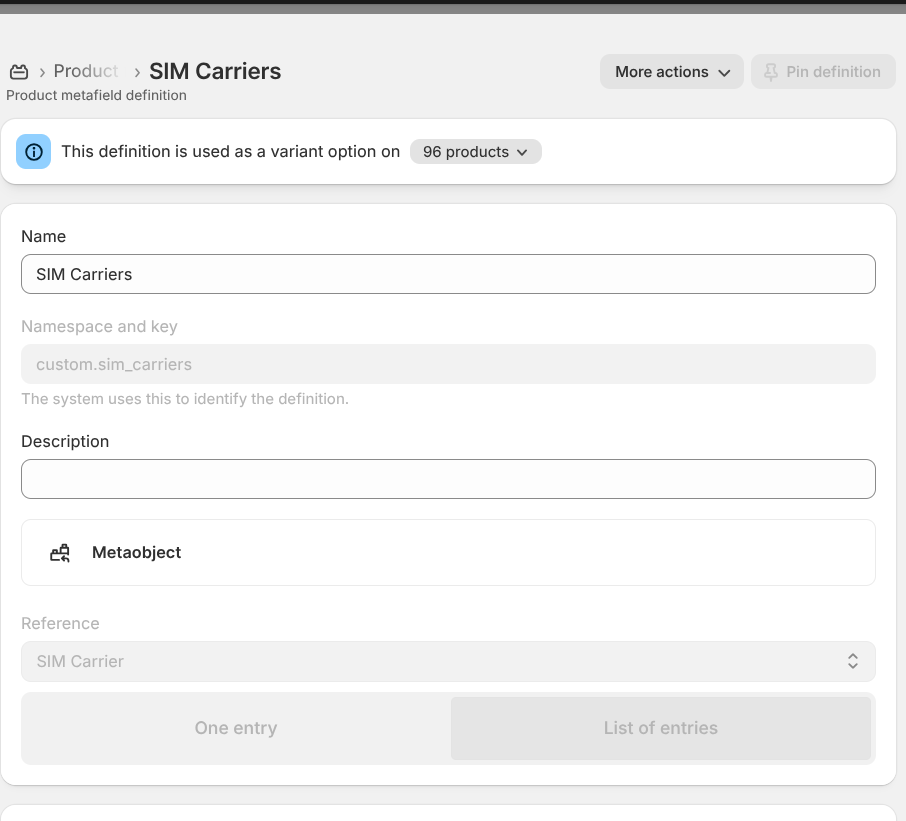 Product
SIM Carriers
More actions
Pin definition
Product metafield definition
This definition is used as a variant option on
96 products
Name
SIM Carriers
Namespace and key
custom.sim_carriers
The system uses this to identify the definition.
Description
Metaobject
Reference
SIM Carrier
One entry
List of entries